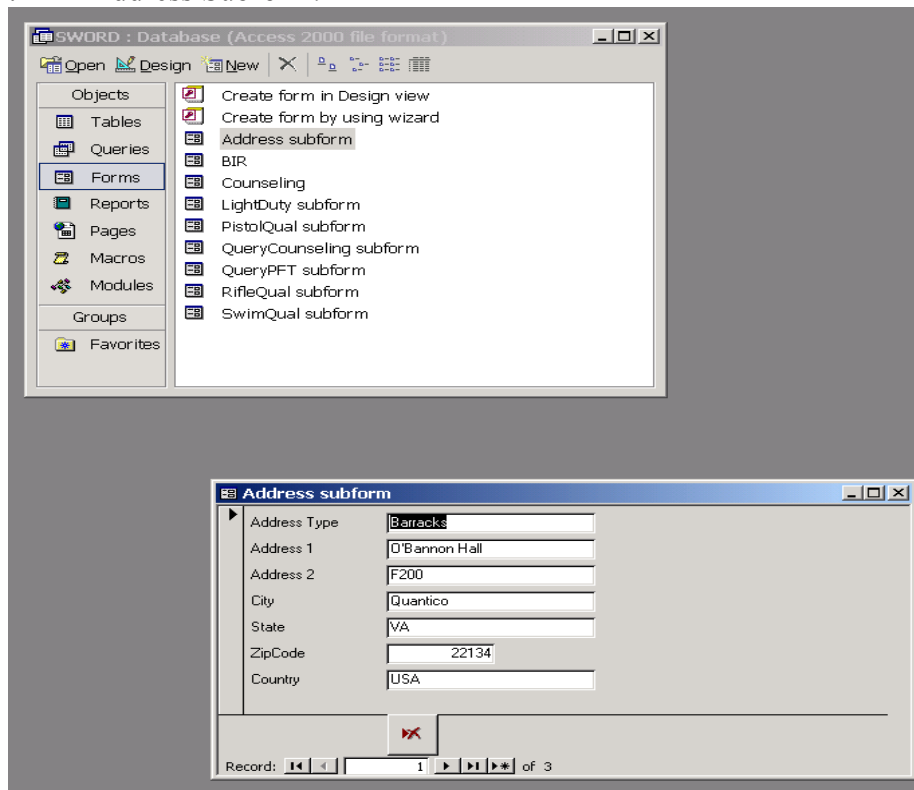 SWORD : Database (Access 2000 file format)
Open Design New
Objects
Tables
Queries
Forms
Reports
Pages
Macros
Modules
Groups
Favorites
Create form in Design view
Create form by using wizard
Address subform
BIR
Counseling
LightDuty subform
PistolQual subform
QueryCounseling subform
QueryPFT subform
RifleQual subform
SwimQual subform
Address subform
Address Type Barracks
Address 1 O'Bannon Hall
Address 2 F200
City Quantico
State VA
ZipCode 22134
Country USA
Record: 1 of 3